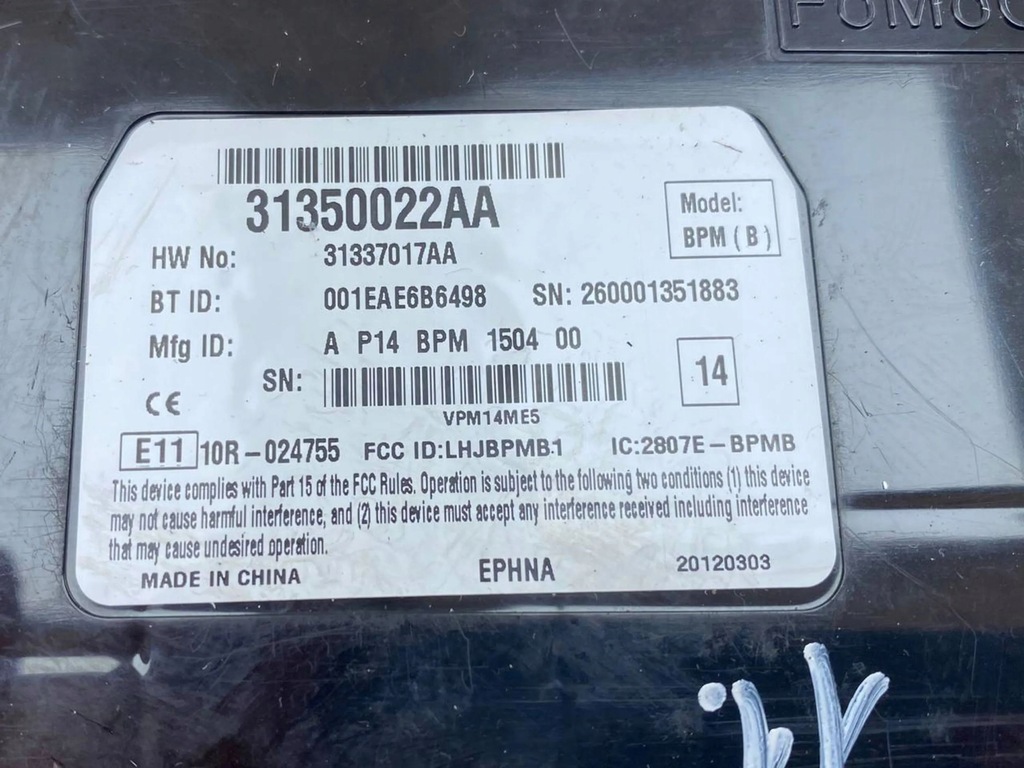 FoMoCo
31350022AA
Model:
BPM ( B )
HW No: 31337017AA
BT ID: 001EAE6B6498 SN: 260001351883
Mfg ID: A P14 BPM 1504 00
14
SN:
VPM14ME5
CE
E11 10R-024755 FCC ID:LHJBPMB1 IC:2807E-BPMB
This device complies with Part 15 of the FCC Rules. Operation is subject to the following two conditions (1) this device
may not cause harmful interference, and (2) this device must accept any interference received including interference
that may cause undesired operation.
MADE IN CHINA EPHNA 20120303